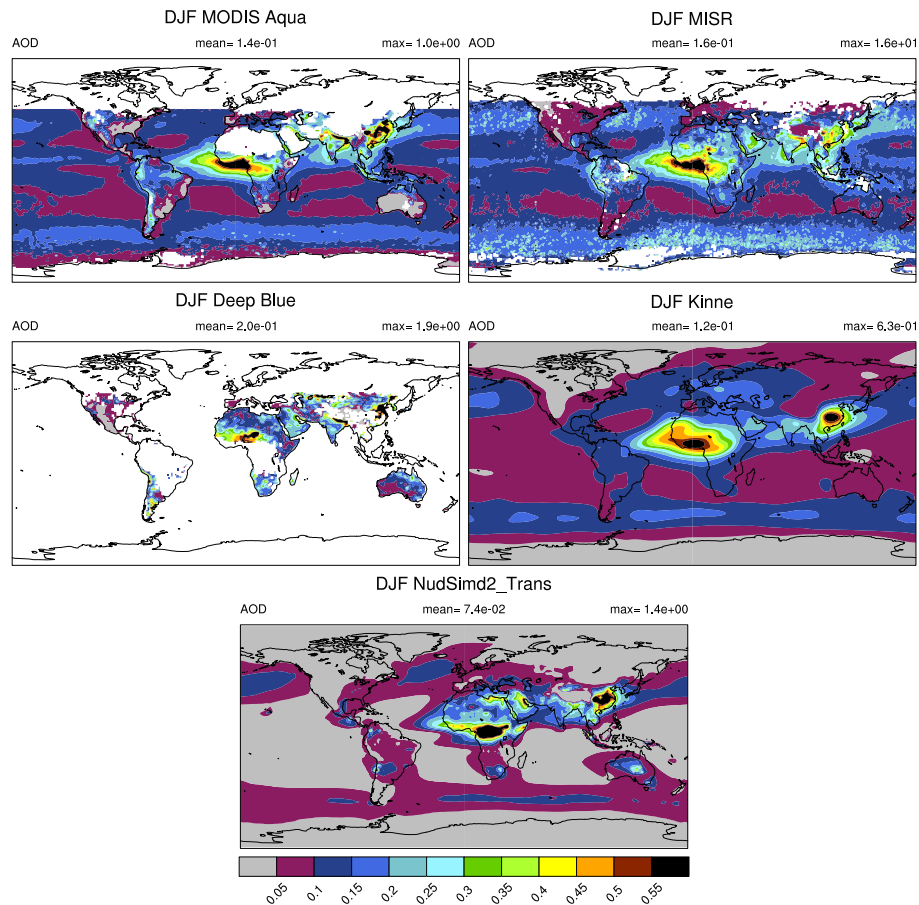 DJF MODIS Aqua
AOD mean= 1.4e-01 max= 1.0e+00
DJF MISR
AOD mean= 1.6e-01 max= 1.6e+01
DJF Deep Blue
AOD mean= 2.0e-01 max= 1.9e+00
DJF Kinne
AOD mean= 1.2e-01 max= 6.3e-01
DJF NudSimd2_Trans
AOD mean= 7.4e-02 max= 1.4e+00
0.05 0.1 0.15 0.2 0.25 0.3 0.35 0.4 0.45 0.5 0.55